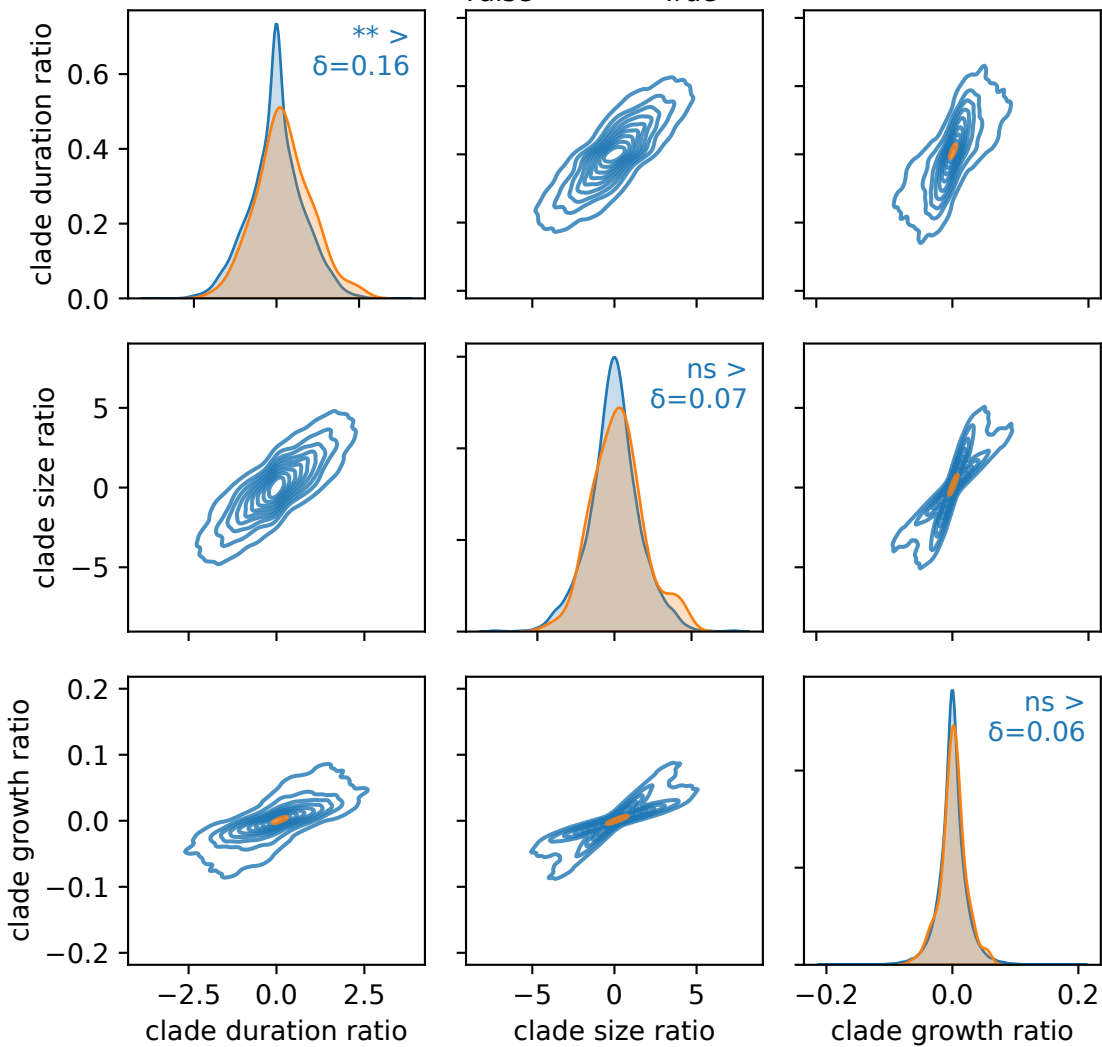 clade duration ratio
0.6
0.4
0.2
0.0
** >
δ=0.16
clade size ratio
5
0
−5
ns >
δ=0.07
clade growth ratio
0.2
0.1
0.0
−0.1
−0.2
ns >
δ=0.06
−2.5
0.0
2.5
−5
0
5
−0.2
0.0
0.2
clade duration ratio
clade size ratio
clade growth ratio